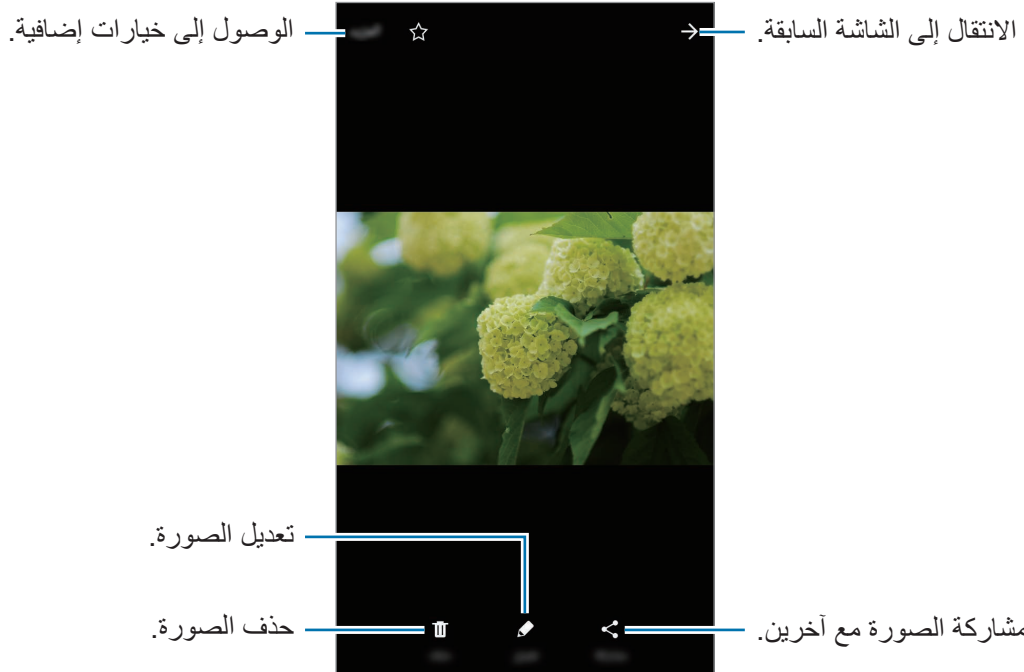 الانتقال إلى الشاشة السابقة.
الوصول إلى خيارات إضافية.
تعديل الصورة.
مشاركة الصورة مع آخرين.
حذف الصورة.